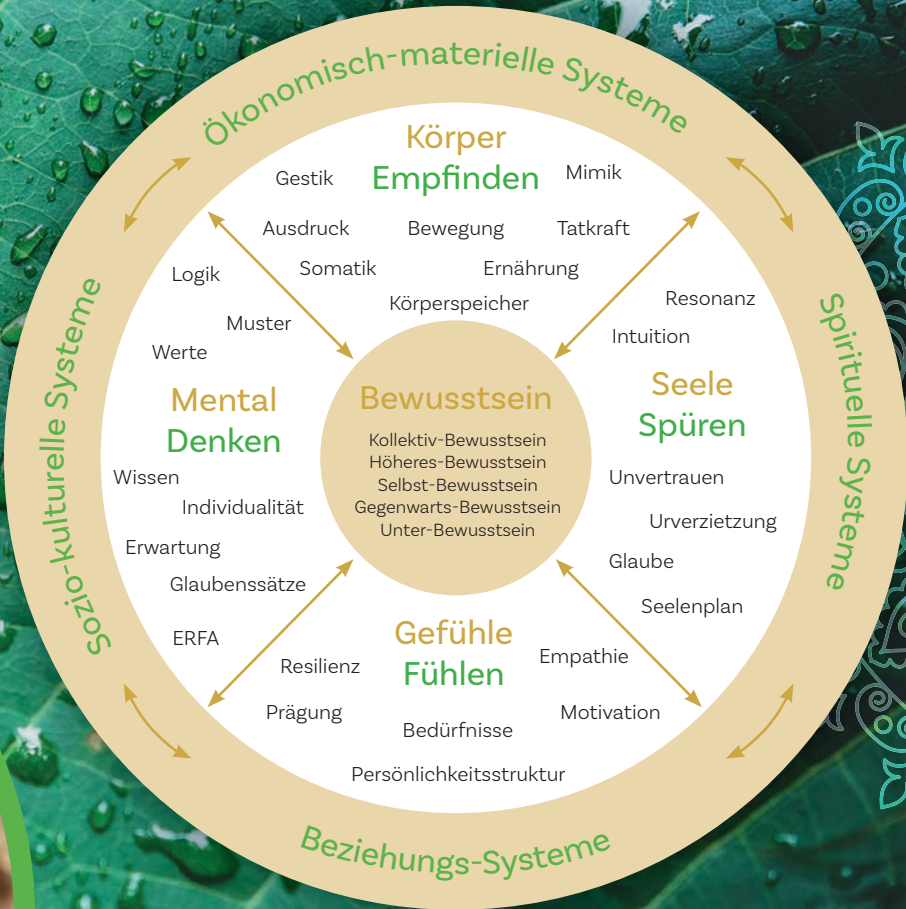 Ökonomisch-materielle Systeme
Körper
Empfinden
Gestik
Mimik
Ausdruck
Bewegung
Tatkraft
Somatik
Ernährung
Körperspeicher
Sozio-kulturelle Systeme
Logik
Muster
Werte
Mental
Denken
Wissen
Individualität
Erwartung
Glaubenssätze
ERFA
Bewusstsein
Kollektiv-Bewusstsein
Höheres-Bewusstsein
Selbst-Bewusstsein
Gegenwarts-Bewusstsein
Unter-Bewusstsein
Resonanz
Intuition
Seele
Spüren
Unvertrauen
Urverzietzung
Glaube
Seelenplan
Spirituelle Systeme
Gefühle
Fühlen
Resilienz
Empathie
Prägung
Motivation
Bedürfnisse
Persönlichkeitsstruktur
Beziehungs-Systeme